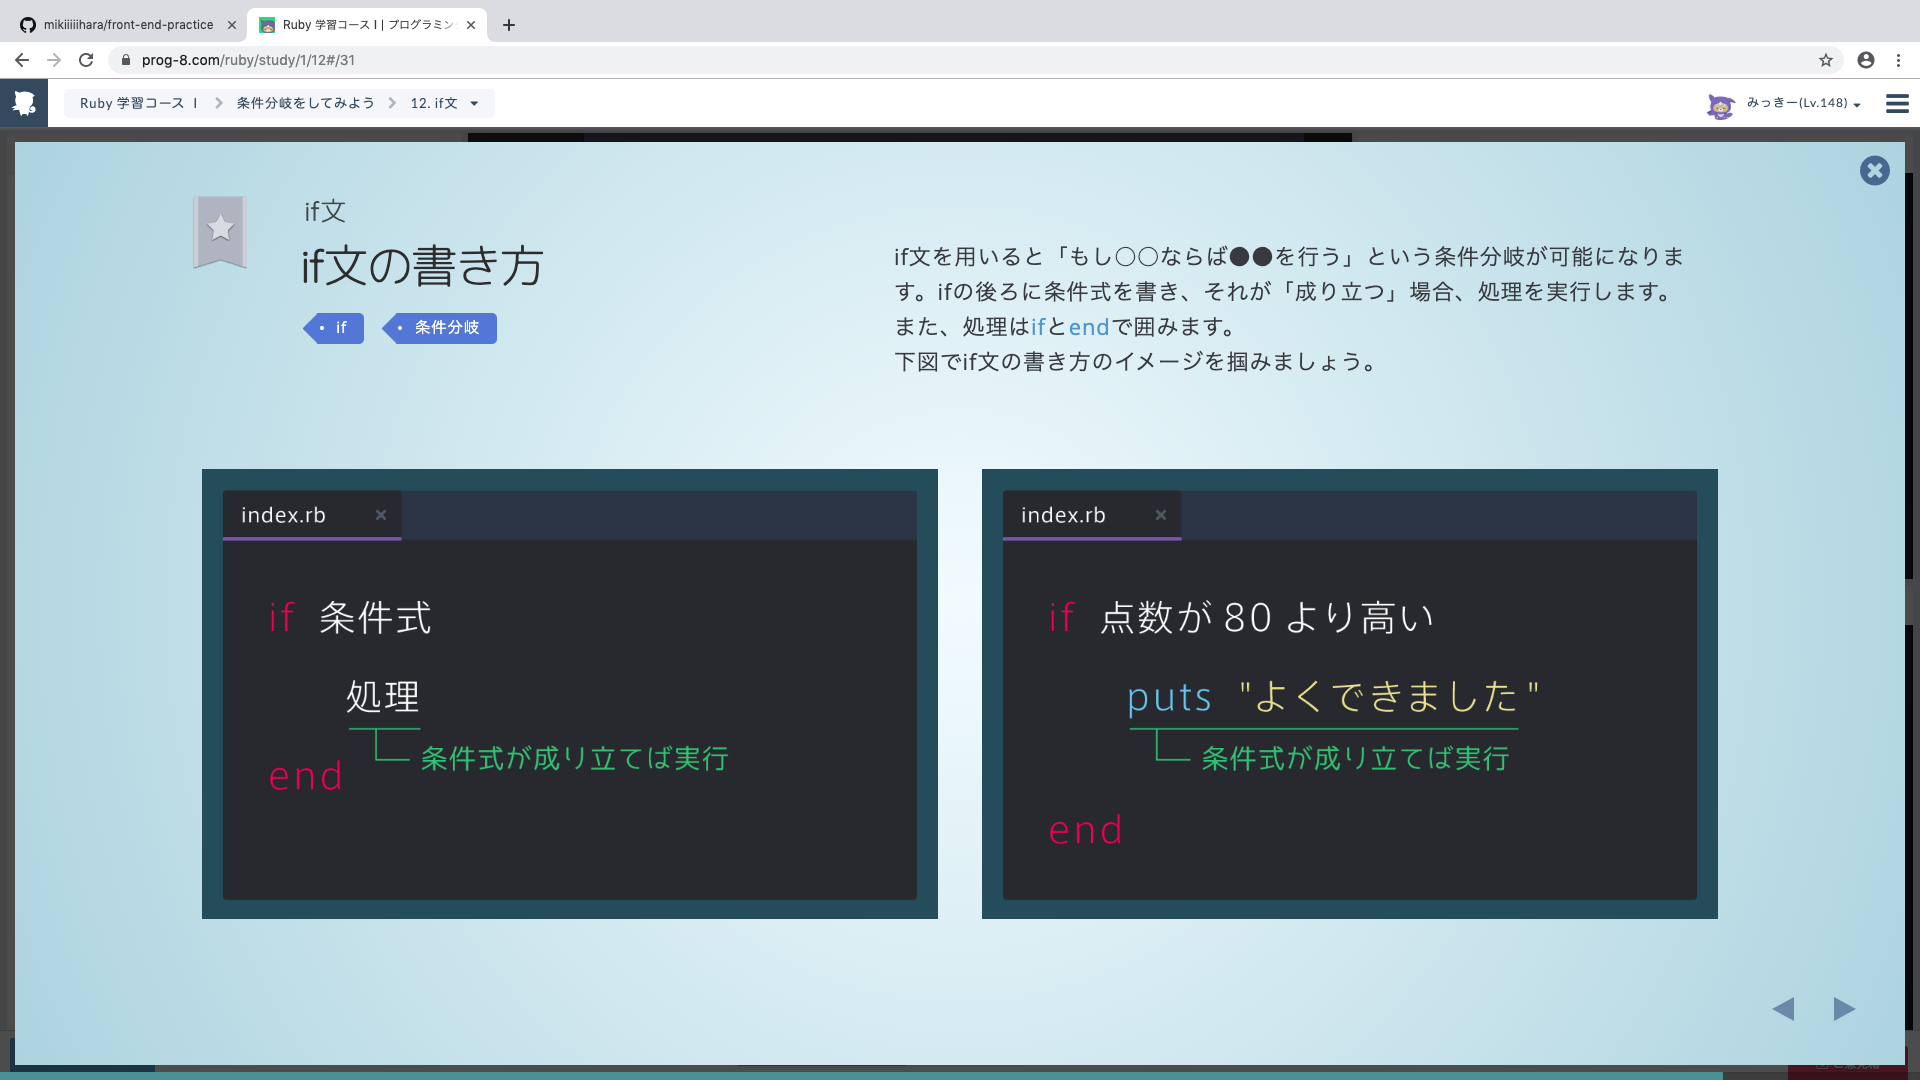 mikiiiiihara/front-end-practice
Ruby 学習コース I | プログラミン
prog-8.com/ruby/study/1/12#/31
Ruby 学習コース I
条件分岐をしてみよう
12. if文
みっきー(Lv.148)
if文
if文の書き方
if
条件分岐
if文を用いると「もし○○ならば●●を行う」という条件分岐が可能になりま
す。ifの後ろに条件式を書き、それが「成り立つ」場合、処理を実行します。
また、処理はifとendで囲みます。
下図でif文の書き方のイメージを掴みましょう。
index.rb
if 条件式
処理
条件式が成り立てば実行
end
index.rb
if 点数が 80 より高い
puts "よくできました"
条件式が成り立てば実行
end